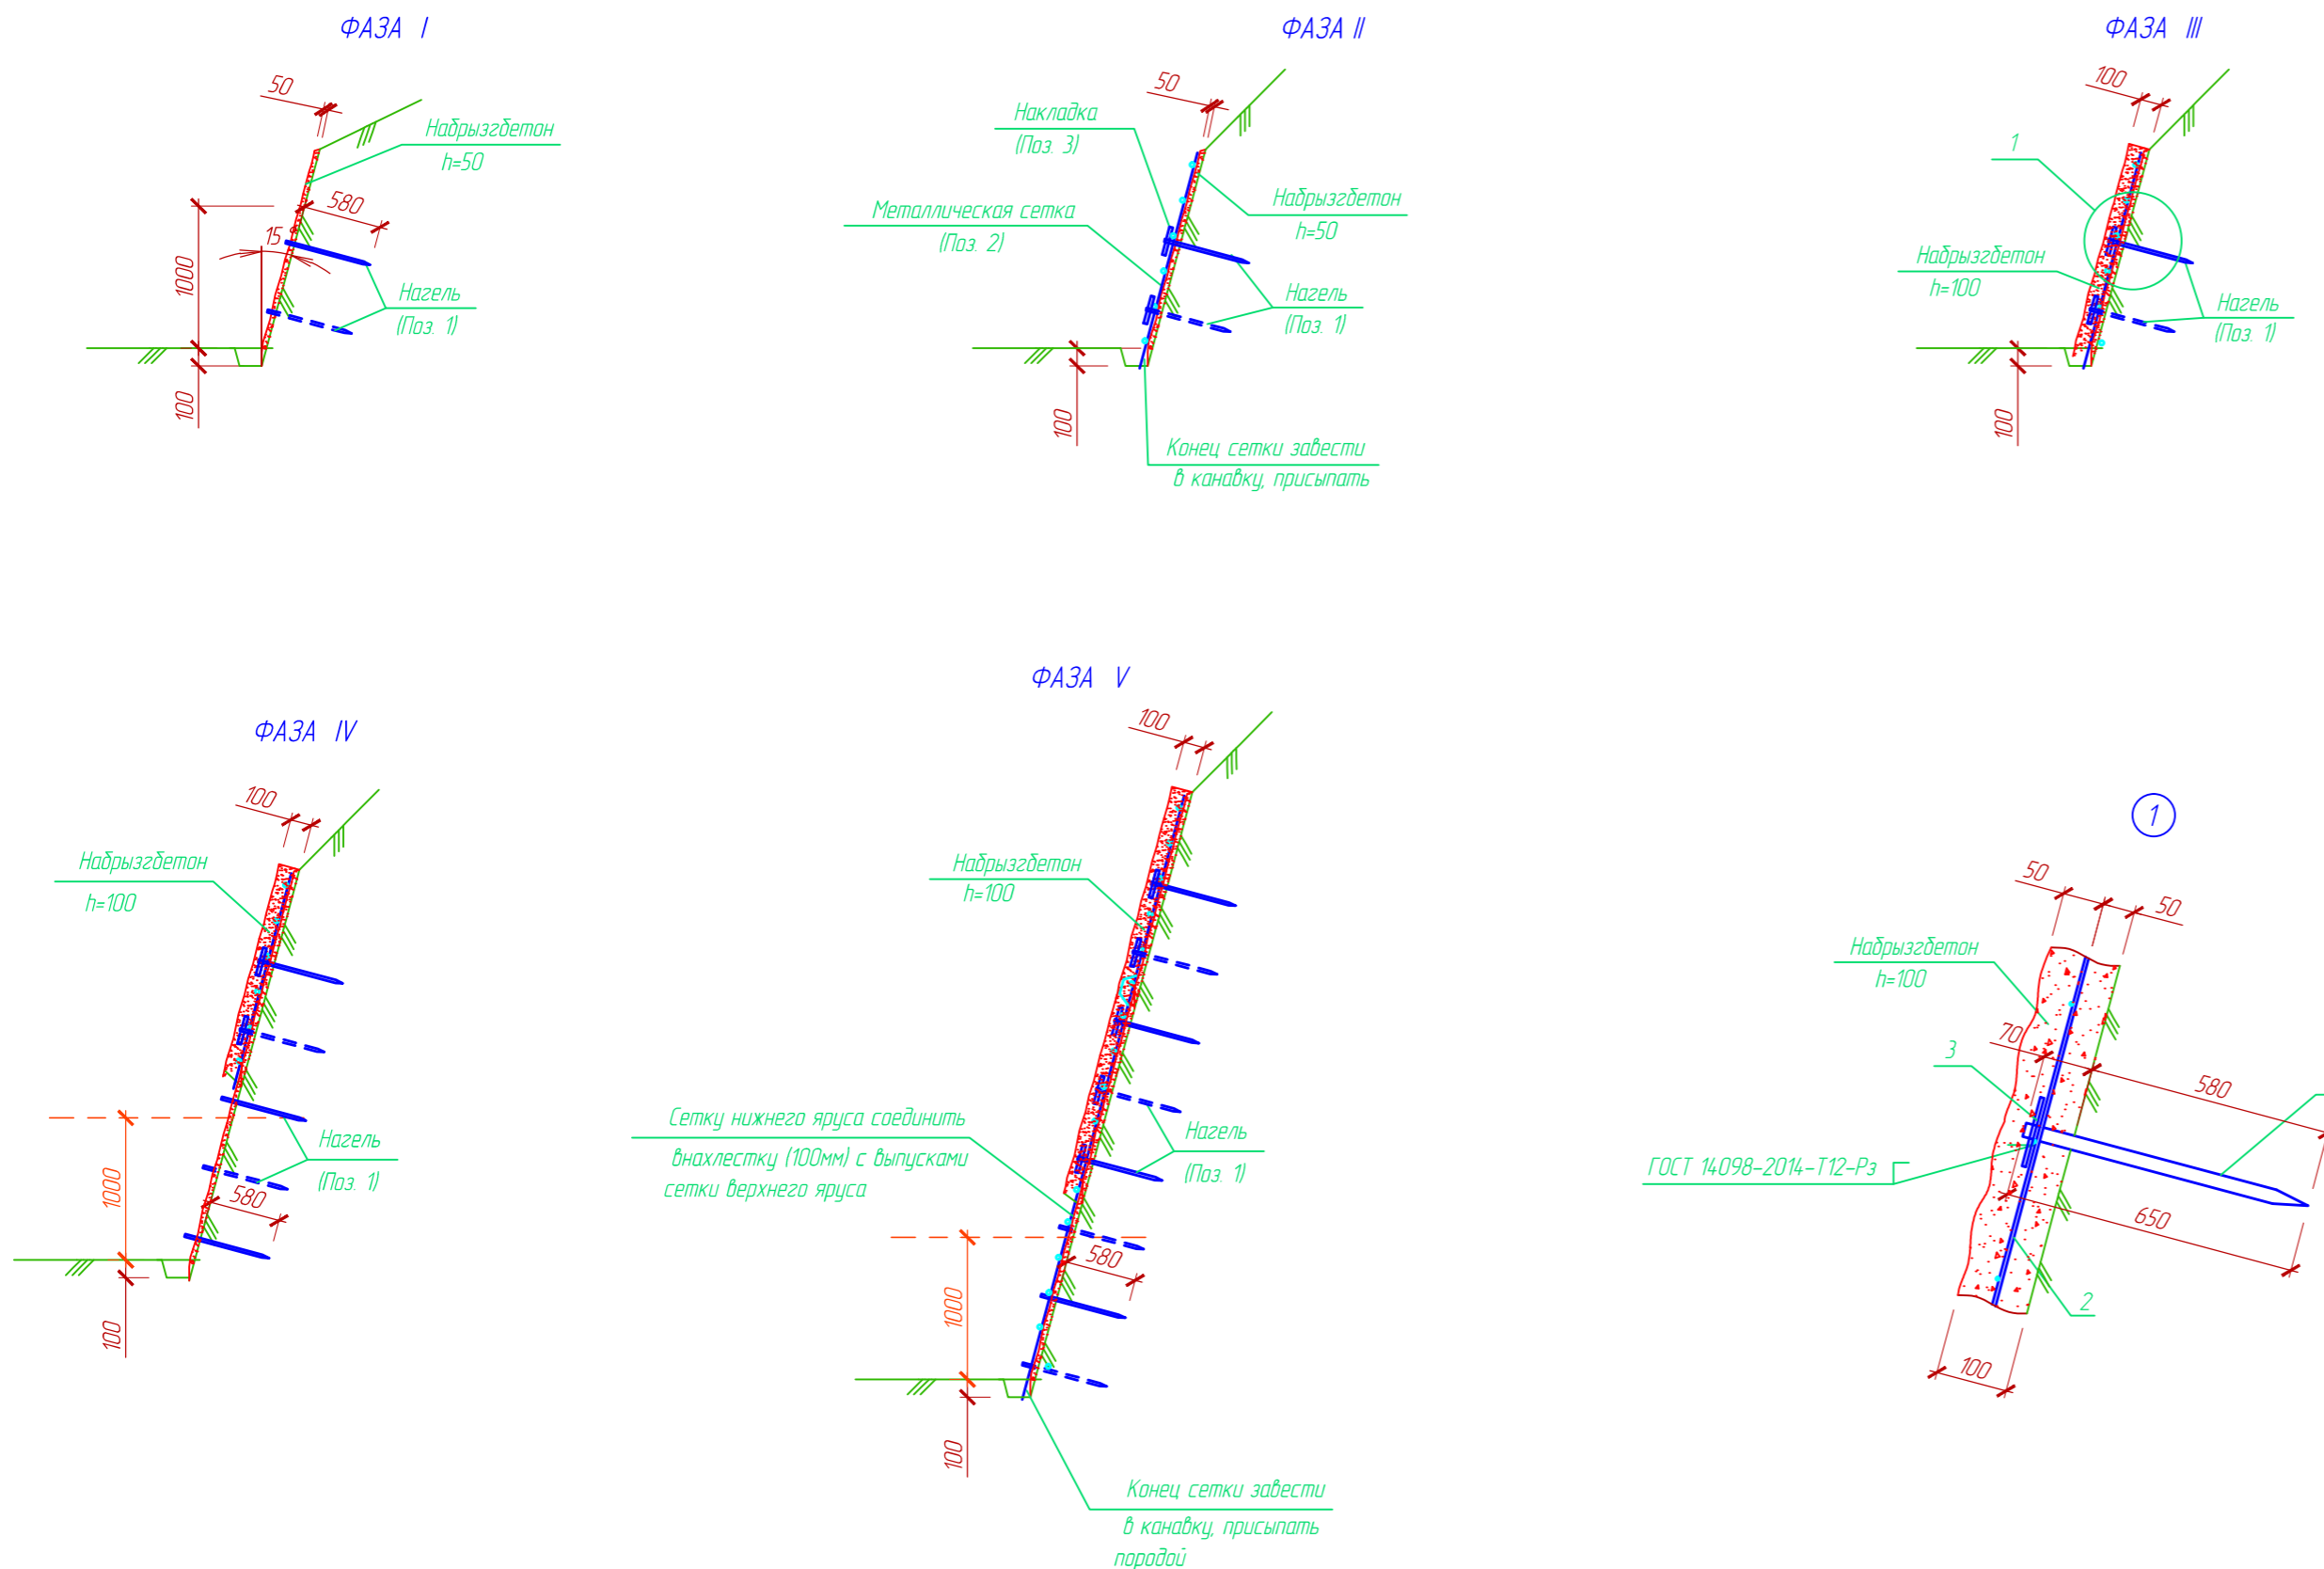 ФАЗА I
50
Набрызгбетон
h=50
580
15°
1000
Нагель
(Поз. 1)
100
ФАЗА II
50
Накладка
(Поз. 3)
Набрызгбетон
h=50
Металлическая сетка
(Поз. 2)
Нагель
(Поз. 1)
100
Конец сетки завести
в канавку, присыпать
ФАЗА III
100
1
Набрызгбетон
h=100
Нагель
(Поз. 1)
100
ФАЗА IV
100
Набрызгбетон
h=100
Нагель
(Поз. 1)
1000
580
100
ФАЗА V
100
Набрызгбетон
h=100
Сетку нижнего яруса соединить
внахлестку (100мм) с выпусками
сетки верхнего яруса
Нагель
(Поз. 1)
580
1000
100
Конец сетки завести
в канавку, присыпать
породой
1
50
50
Набрызгбетон
h=100
70
3
580
ГОСТ 14098-2014-Т12-Рз
650
2
100